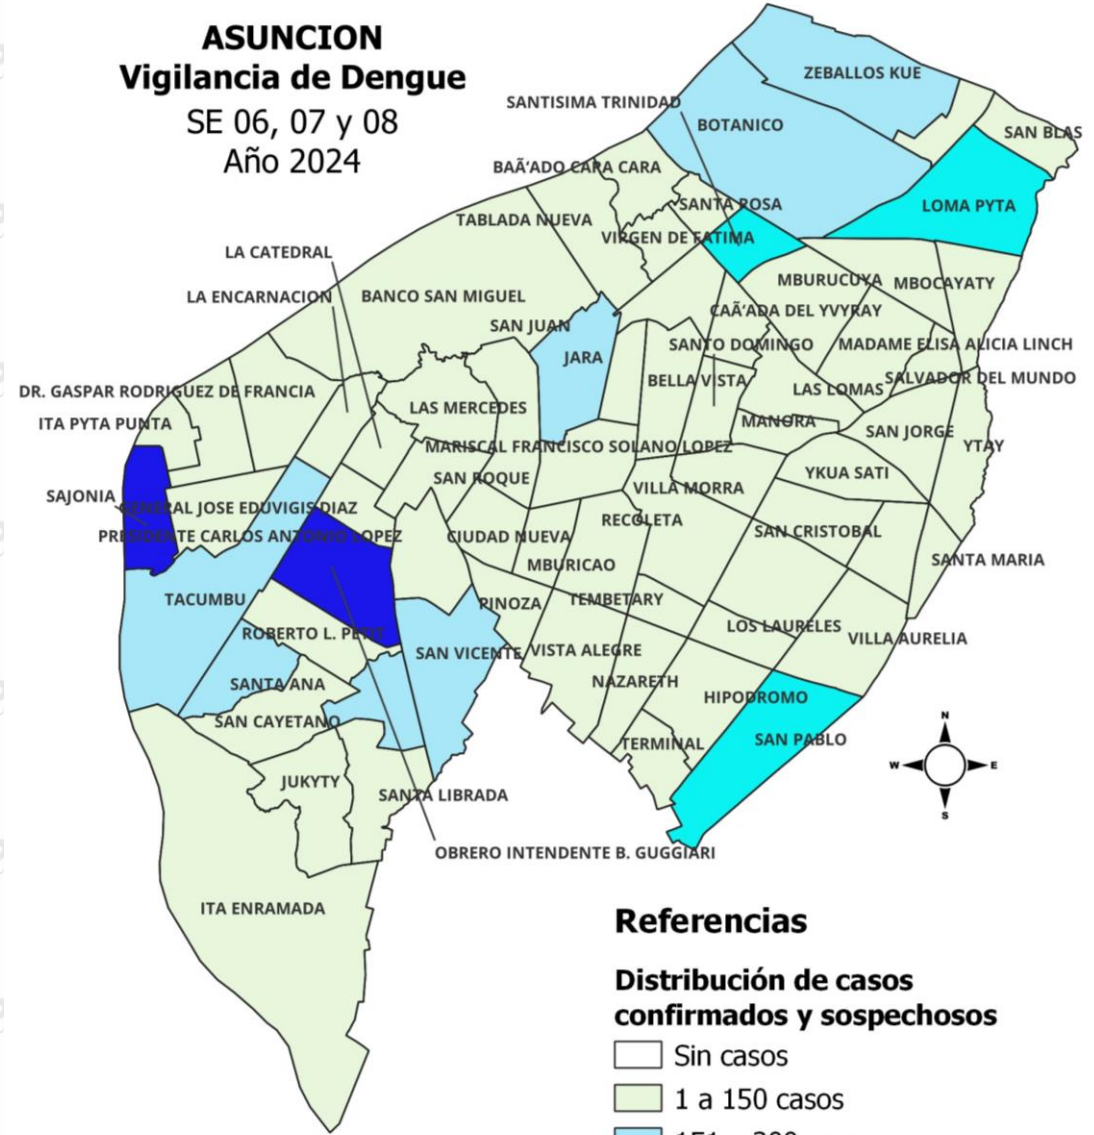 ASUNCION
Vigilancia de Dengue
SE 06, 07 y 08
Año 2024
ZEBALLOS KUE
SANTISIMA TRINIDAD
BOTANICO
SAN BLAS
BAÃ'ADO CARA CARA
SANTA ROSA
LOMA PYTA
TABLADA NUEVA
VIRGEN DE FATIMA
LA CATEDRAL
MBURUCUYA
MBOCAYATY
LA ENCARNACION
BANCO SAN MIGUEL
CAÃ'ADA DEL YVYRAY
SAN JUAN
SANTO DOMINGO
MADAME ELISA ALICIA LINCH
JARA
BELLA VISTA
LAS LOMAS
SALVADOR DEL MUNDO
DR. GASPAR RODRIGUEZ DE FRANCIA
LAS MERCEDES
ITA PYTA PUNTA
MANORA
SAN JORGE
YTAY
MARISCAL FRANCISCO SOLANO LOPEZ
SAN ROQUE
YKUA SATI
SAJONIA
VILLA MORRA
GENERAL JOSE EDUVIGIS DIAZ
RECOLETA
PRESIDENTE CARLOS ANTONIO LOPEZ
CIUDAD NUEVA
SAN CRISTOBAL
MBURICAO
SANTA MARIA
TACUMBU
PINOZA
TEMBETARY
ROBERTO L. PETIT
LOS LAURELES
VILLA AURELIA
SAN VICENTE
VISTA ALEGRE
SANTA ANA
NAZARETH
HIPODROMO
SAN CAYETANO
TERMINAL
SAN PABLO
N
W
E
S
JUKYTY
SANTA LIBRADA
OBRERO INTENDENTE B. GUGGIARI
ITA ENRAMADA
Referencias
Distribución de casos
confirmados y sospechosos
Sin casos
1 a 150 casos